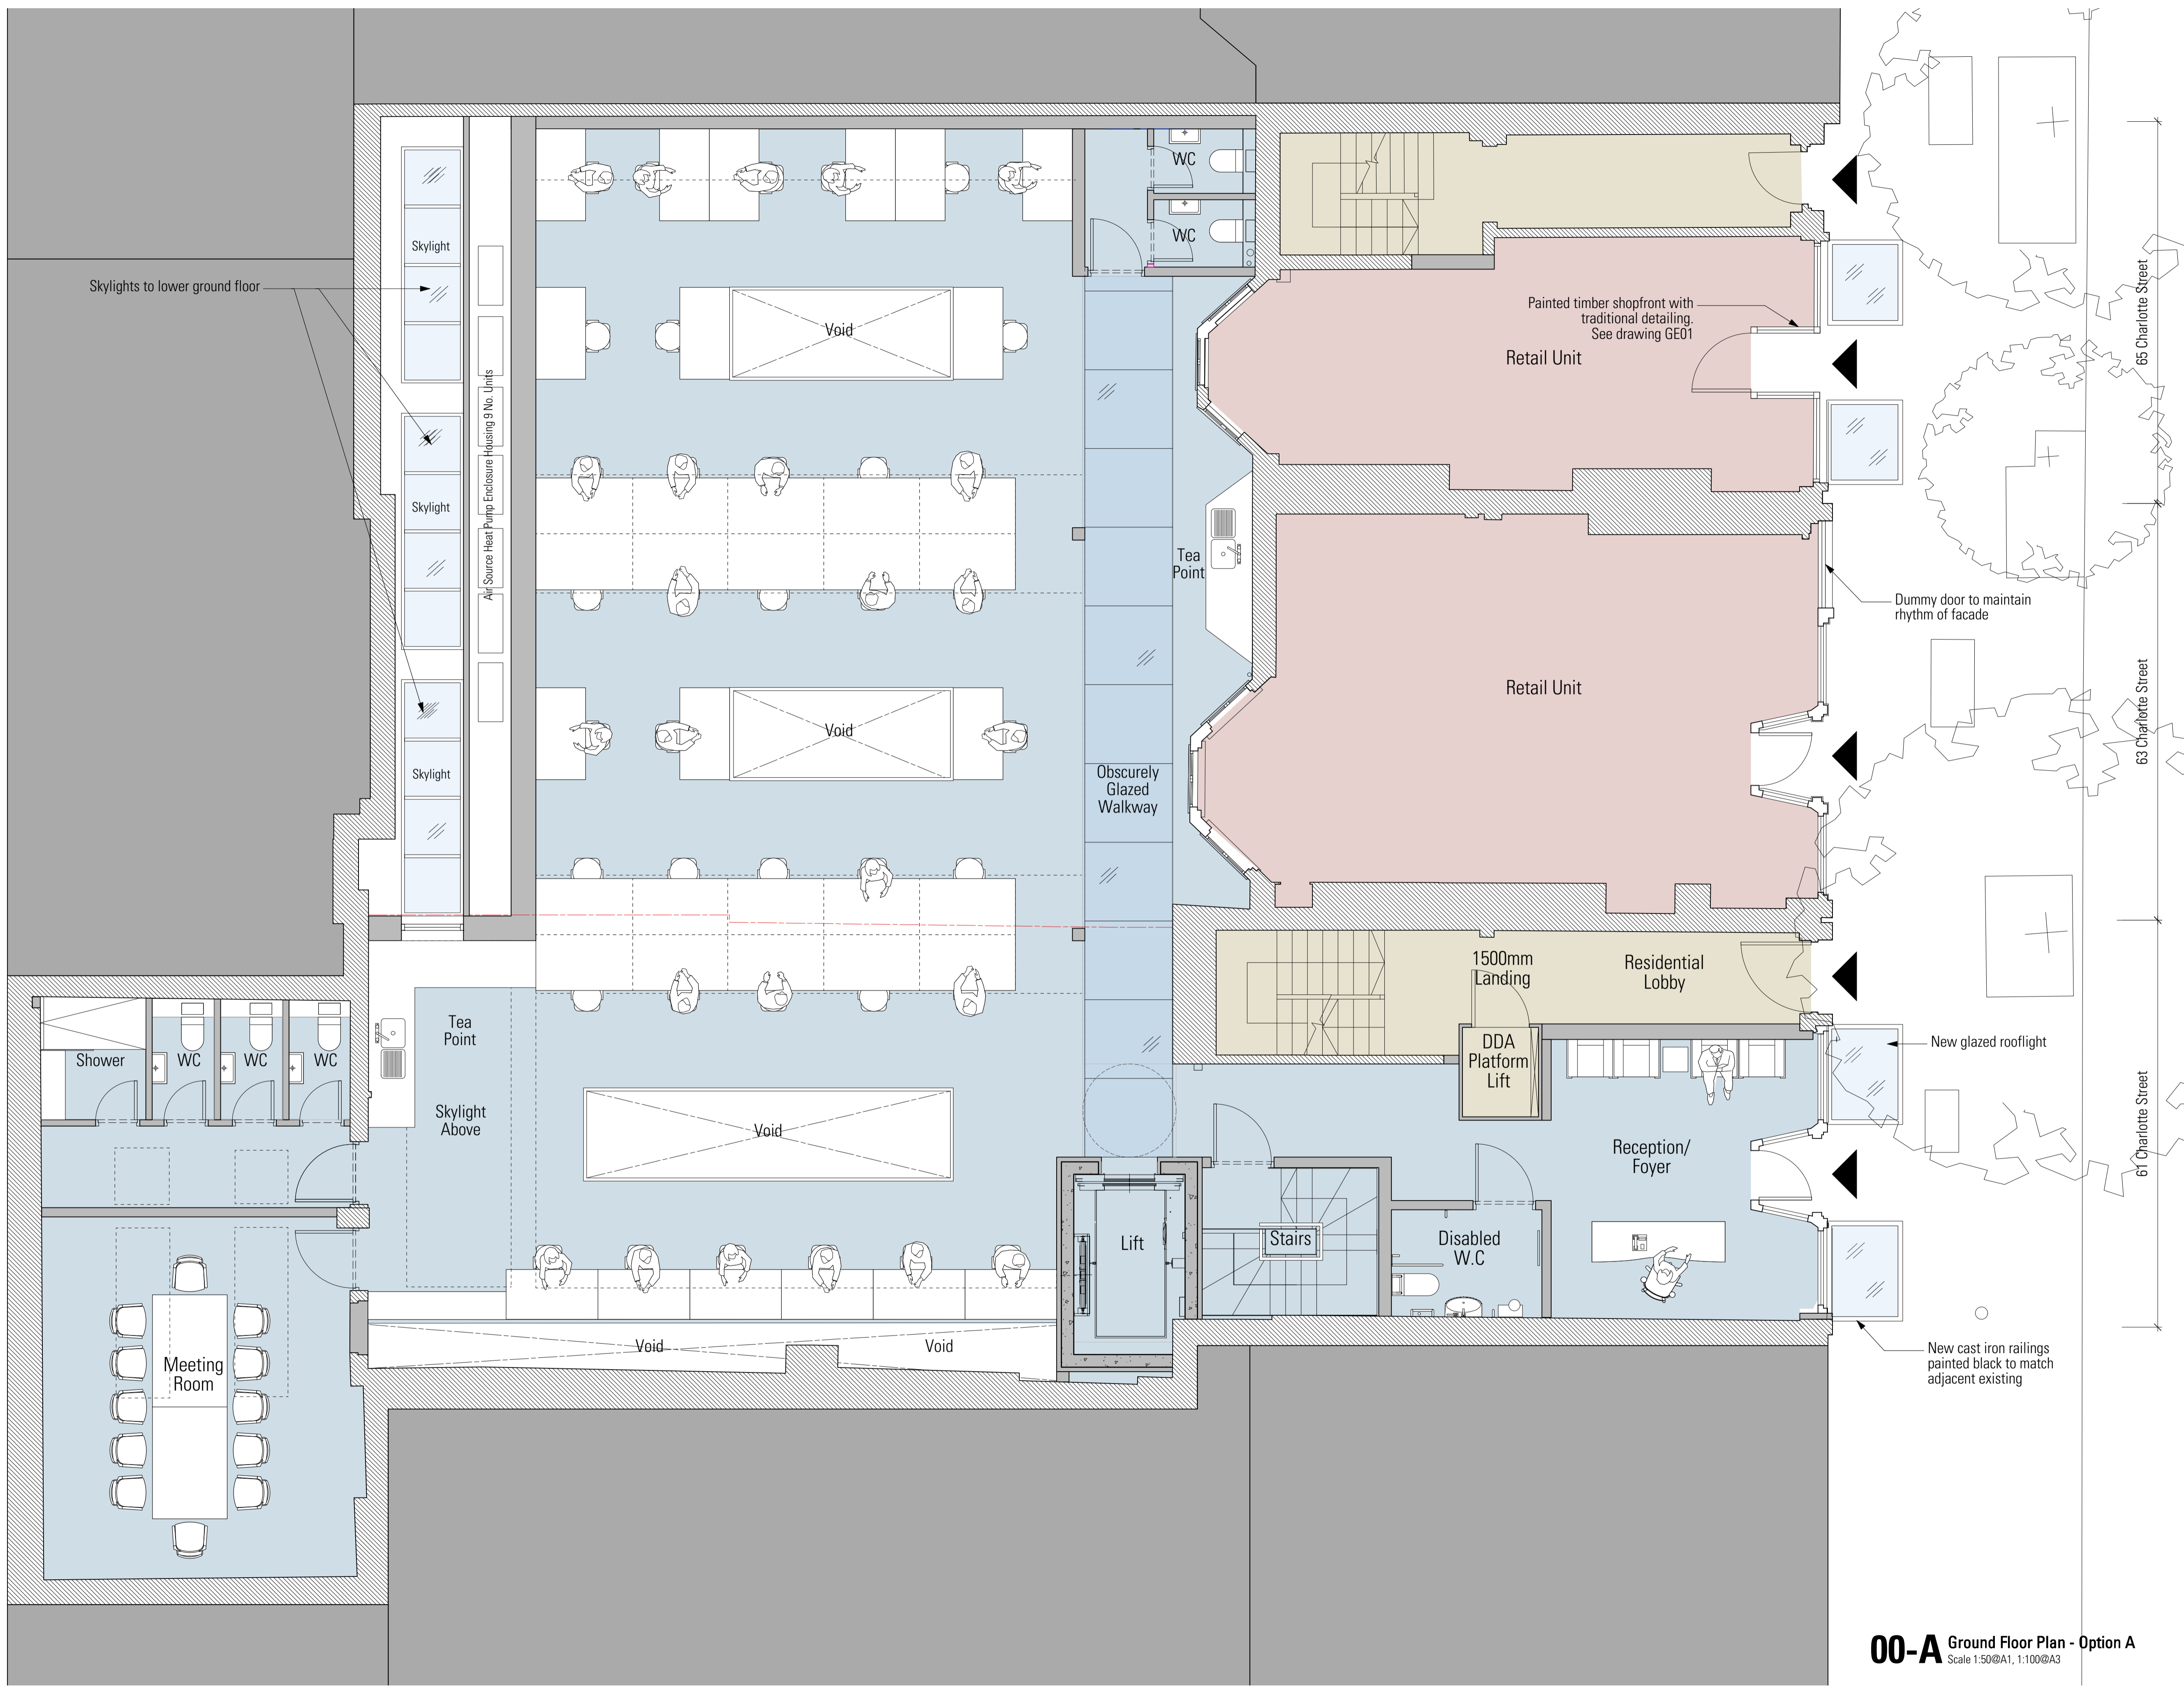 WC
WC
Skylight
Skylights to lower ground floor
Void
Painted timber shopfront with
traditional detailing.
See drawing GE01
Retail Unit
65 Charlotte Street
Air Source Heat Pump Enclosure Housing 9 No. Units
Skylight
Tea
Point
Dummy door to maintain
rhythm of facade
Retail Unit
63 Charlotte Street
Void
Skylight
Obscurely
Glazed
Walkway
1500mm
Landing
Residential
Lobby
Tea
Point
Shower
WC
WC
WC
DDA
Platform
Lift
New glazed rooflight
Skylight
Above
Void
Reception/
Foyer
61 Charlotte Street
Lift
Stairs
Disabled
W.C
Void
Void
Meeting
Room
New cast iron railings
painted black to match
adjacent existing
00-A
Ground Floor Plan - Option A
Scale 1:50@A1, 1:100@A3